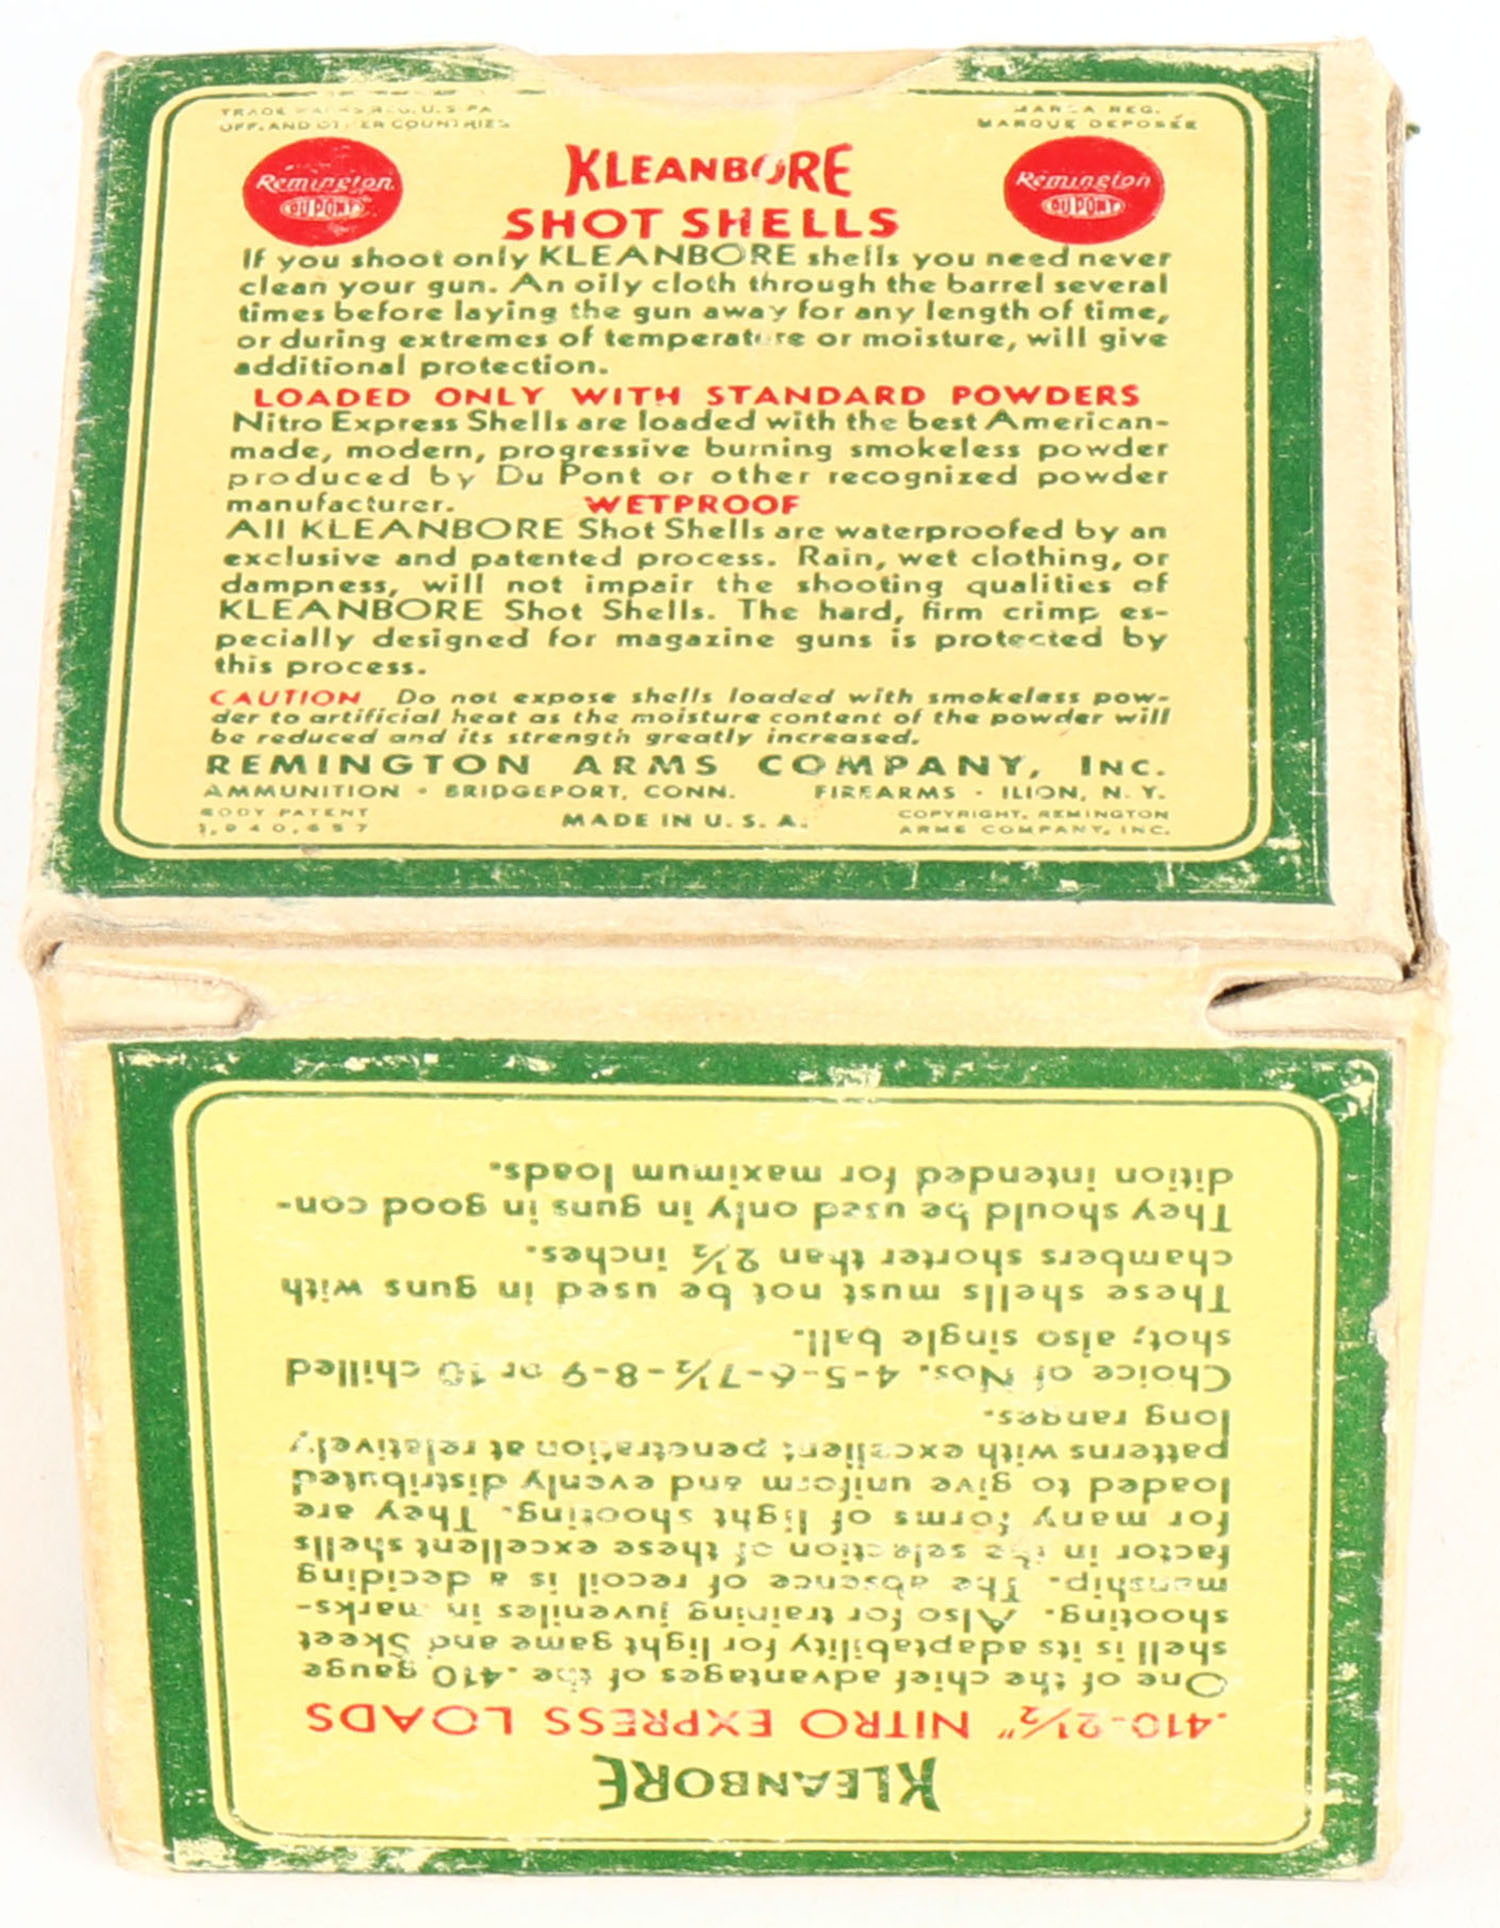 TRADE MARKS REG. U.S. PA
OFF. AND OTHER COUNTRIES
MARCA REG.
MARQUE DEPOSÉE
Remington
DU PONT
KLEANBORE
SHOT SHELLS
Remington
DU PONT
If you shoot only KLEANBORE shells you need never
clean your gun. An oily cloth through the barrel several
times before laying the gun away for any length of time,
or during extremes of temperature or moisture, will give
additional protection.
LOADED ONLY WITH STANDARD POWDERS
Nitro Express Shells are loaded with the best American-
made, modern, progressive burning smokeless powder
produced by Du Pont or other recognized powder
manufacturer. WETPROOF
All KLEANBORE Shot Shells are waterproofed by an
exclusive and patented process. Rain, wet clothing, or
dampness, will not impair the shooting qualities of
KLEANBORE Shot Shells. The hard, firm crimp es-
pecially designed for magazine guns is protected by
this process.
CAUTION Do not expose shells loaded with smokeless pow-
der to artificial heat as the moisture content of the powder will
be reduced and its strength greatly increased.
REMINGTON ARMS COMPANY, INC.
AMMUNITION • BRIDGEPORT, CONN. FIREARMS • ILION, N. Y.
BODY PATENT
1,940,657
MADE IN U. S. A.
COPYRIGHT, REMINGTON
ARMS COMPANY, INC.
KLEANBORE
.410-2½" NITRO EXPRESS LOADS
One of the chief advantages of the .410 gauge
shell is its adaptability for light game and Skeet
shooting. Also for training juveniles in marks-
manship. The absence of recoil is a deciding
factor in the selection of these excellent shells
for many forms of light shooting. They are
loaded to give uniform and evenly distributed
patterns with excellent penetration at relatively
long ranges.
Choice of Nos. 4-5-6-7½-8-9 or 10 chilled
shot; also single ball.
These shells must not be used in guns with
chambers shorter than 2½ inches.
They should be used only in guns in good con-
dition intended for maximum loads.